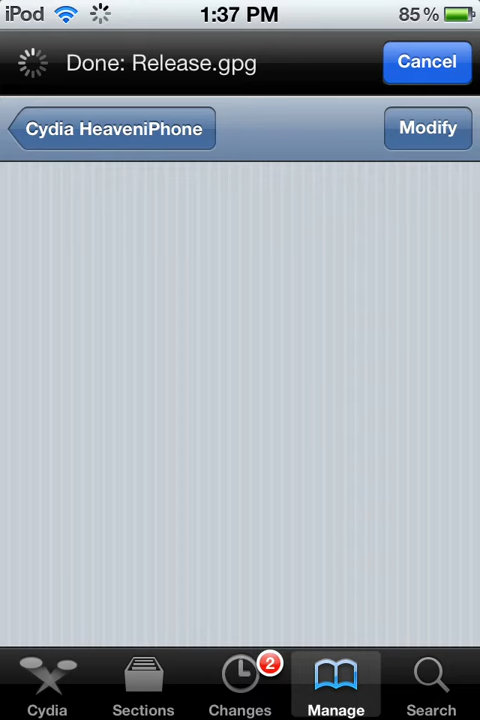 iPod 1:37 PM 85%
Done: Release.gpg Cancel
Cydia HeaveniPhone Modify
2
Cydia Sections Changes Manage Search